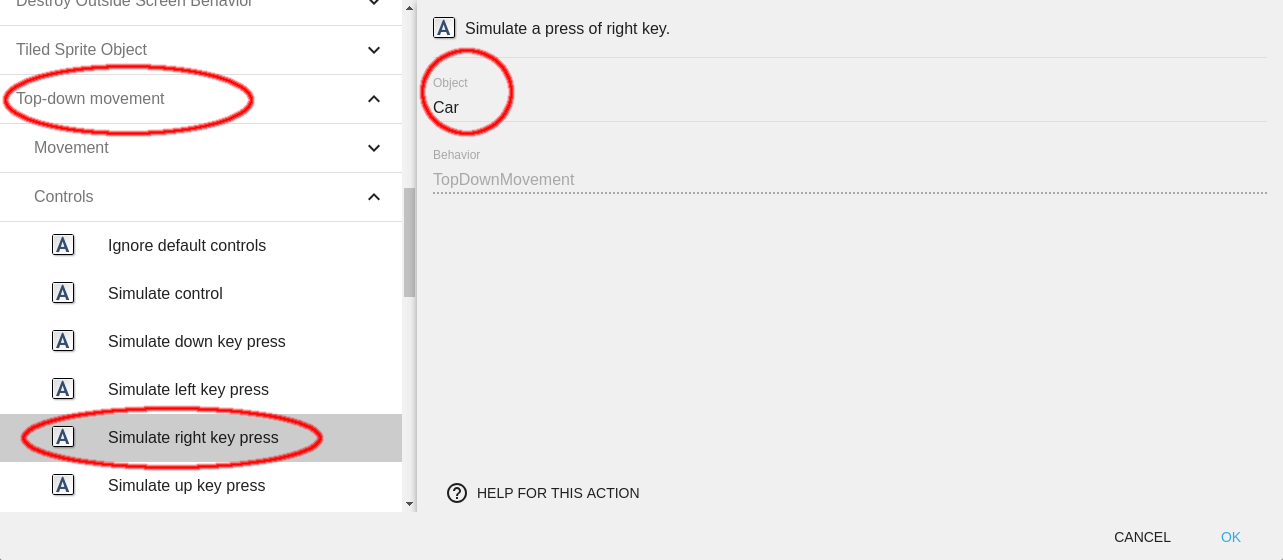 Destroy Outside Screen Behavior
Tiled Sprite Object
Top-down movement
Movement
Controls
A Ignore default controls
A Simulate control
A Simulate down key press
A Simulate left key press
A Simulate right key press
A Simulate up key press
A Simulate a press of right key.
Object
Car
Behavior
TopDownMovement
? HELP FOR THIS ACTION
CANCEL OK